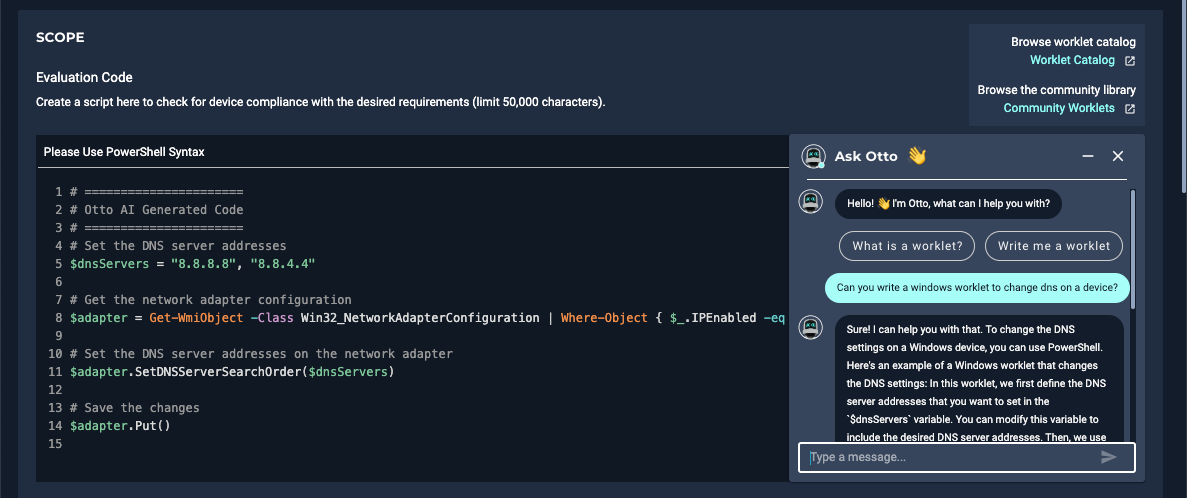 SCOPE
Browse worklet catalog
Worklet Catalog
Evaluation Code
Browse the community library
Create a script here to check for device compliance with the desired requirements (limit 50,000 characters).
Community Worklets
Please Use PowerShell Syntax
1 # ======================
2 # Otto AI Generated Code
3 # ======================
4 # Set the DNS server addresses
5 $dnsServers = "8.8.8.8", "8.8.4.4"
6
7 # Get the network adapter configuration
8 $adapter = Get-WmiObject -Class Win32_NetworkAdapterConfiguration | Where-Object { $_.IPEnabled -eq
9
10 # Set the DNS server addresses on the network adapter
11 $adapter.SetDNSServerSearchOrder($dnsServers)
12
13 # Save the changes
14 $adapter.Put()
15
Ask Otto 👋
Hello! 👋 I'm Otto, what can I help you with?
What is a worklet?
Write me a worklet
Can you write a windows worklet to change dns on a device?
Sure! I can help you with that. To change the DNS
settings on a Windows device, you can use PowerShell.
Here's an example of a Windows worklet that changes
the DNS settings: In this worklet, we first define the DNS
server addresses that you want to set in the
`$dnsServers` variable. You can modify this variable to
include the desired DNS server addresses. Then, we use
Type a message...